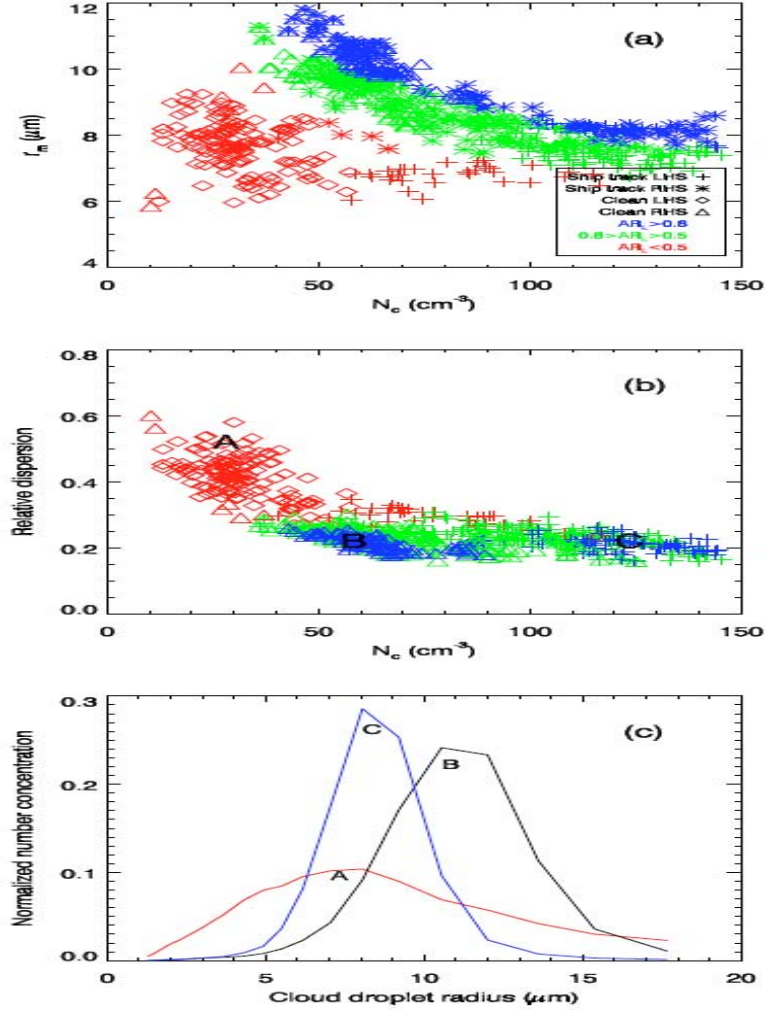 12
10
8
6
4
r_m (μm)
(a)
Ship track LHS +
Ship track RHS ✳
Clean LHS ◇
Clean RHS △
AR_L>0.8
0.8>AR_L>0.5
AR_L<0.5
0 50 100 150
N_c (cm⁻³)
0.8
0.6
0.4
0.2
0.0
Relative dispersion
(b)
A
B
C
0 50 100 150
N_c (cm⁻³)
0.3
0.2
0.1
0.0
Normalized number concentration
(c)
C
B
A
0 5 10 15 20
Cloud droplet radius (μm)